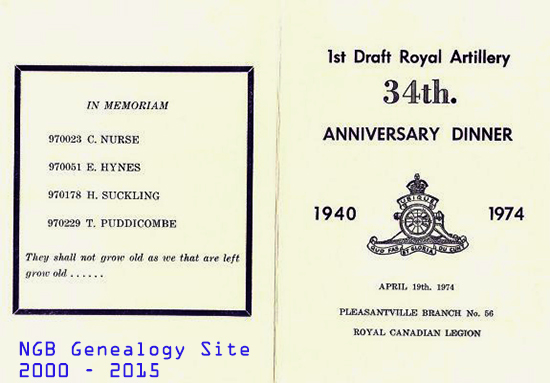 IN MEMORIAM
970023 C. NURSE
970051 E. HYNES
970178 H. SUCKLING
970229 T. PUDDICOMBE
They shall not grow old as we that are left
grow old . . . . . .
NGB Genealogy Site
2000 - 2015
1st Draft Royal Artillery
34th.
ANNIVERSARY DINNER
UBIQUE
1940 1974
QUO FAS ET GLORIA DU CUNT
APRIL 19th. 1974
PLEASANTVILLE BRANCH No. 56
ROYAL CANADIAN LEGION